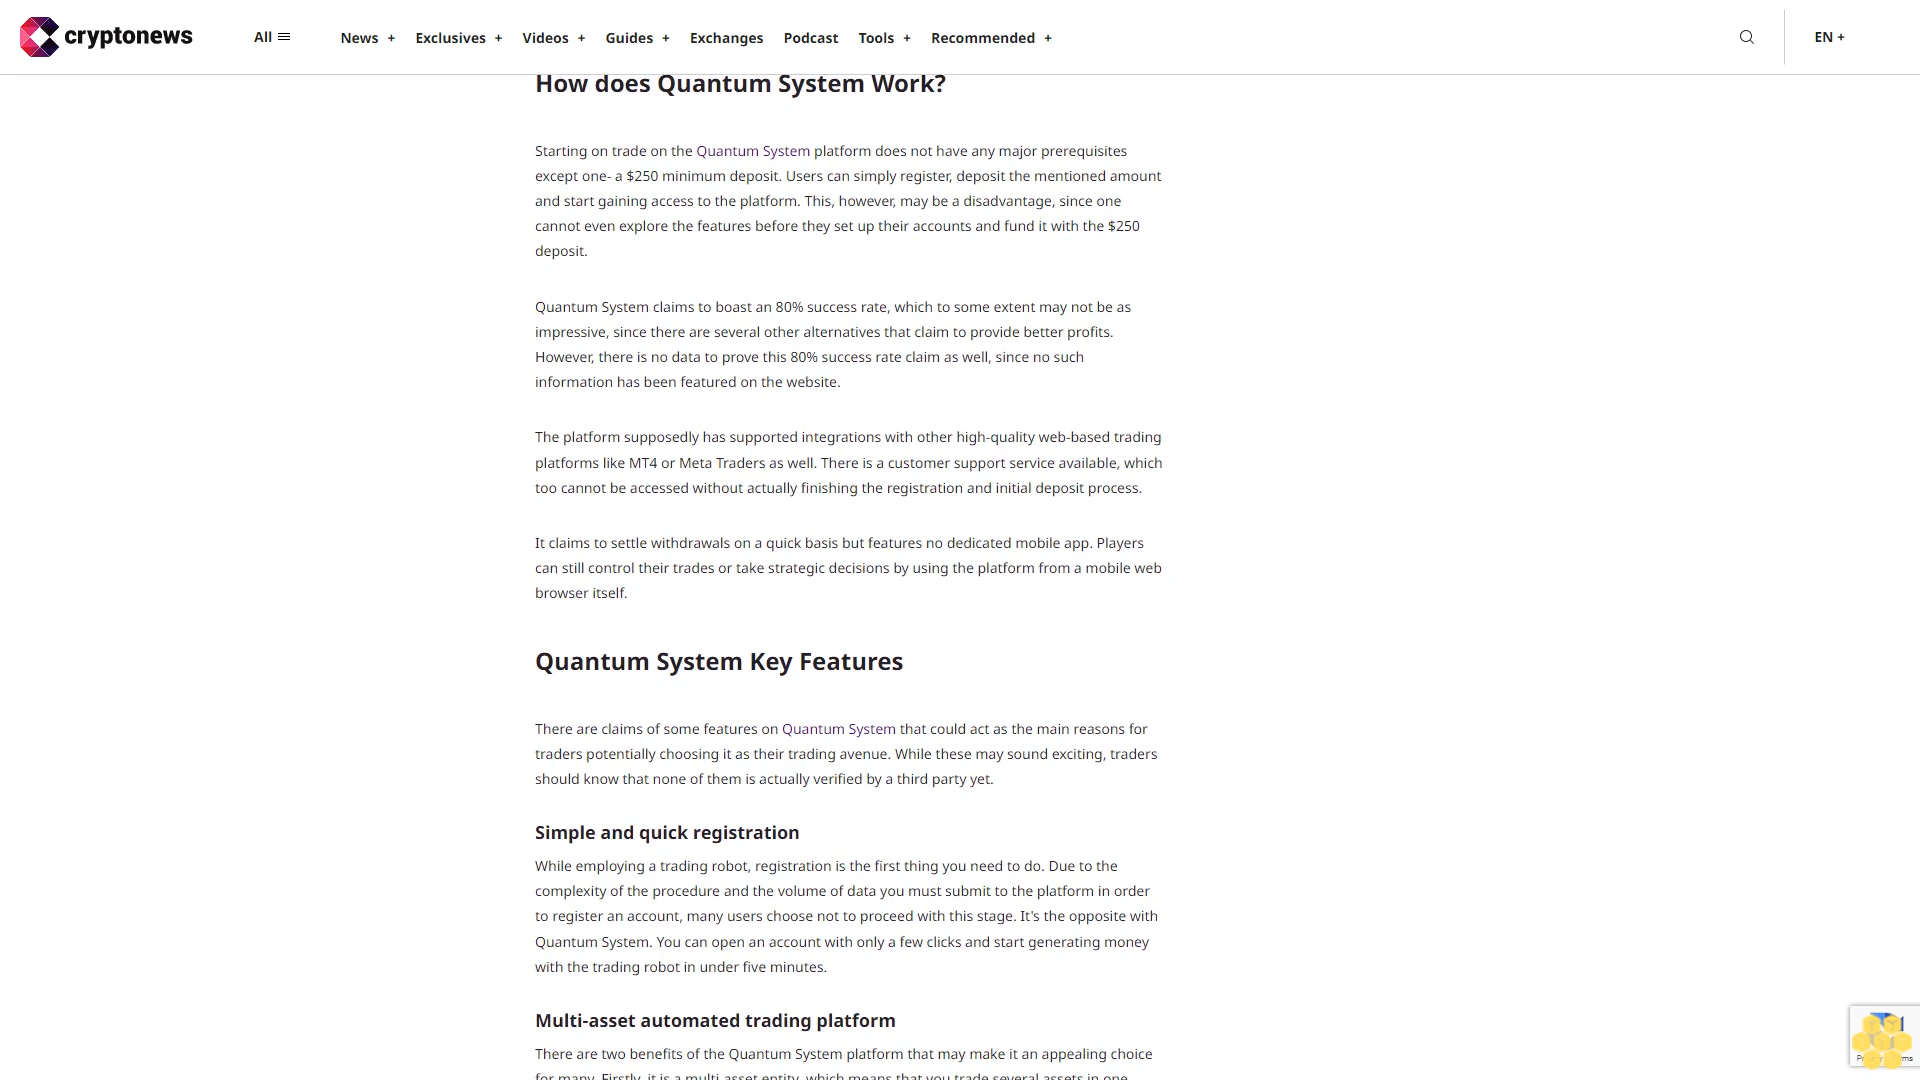 cryptonews
All
News +
Exclusives +
Videos +
Guides +
Exchanges
Podcast
Tools +
Recommended +
EN +
How does Quantum System Work?
Starting on trade on the Quantum System platform does not have any major prerequisites
except one- a $250 minimum deposit. Users can simply register, deposit the mentioned amount
and start gaining access to the platform. This, however, may be a disadvantage, since one
cannot even explore the features before they set up their accounts and fund it with the $250
deposit.
Quantum System claims to boast an 80% success rate, which to some extent may not be as
impressive, since there are several other alternatives that claim to provide better profits.
However, there is no data to prove this 80% success rate claim as well, since no such
information has been featured on the website.
The platform supposedly has supported integrations with other high-quality web-based trading
platforms like MT4 or Meta Traders as well. There is a customer support service available, which
too cannot be accessed without actually finishing the registration and initial deposit process.
It claims to settle withdrawals on a quick basis but features no dedicated mobile app. Players
can still control their trades or take strategic decisions by using the platform from a mobile web
browser itself.
Quantum System Key Features
There are claims of some features on Quantum System that could act as the main reasons for
traders potentially choosing it as their trading avenue. While these may sound exciting, traders
should know that none of them is actually verified by a third party yet.
Simple and quick registration
While employing a trading robot, registration is the first thing you need to do. Due to the
complexity of the procedure and the volume of data you must submit to the platform in order
to register an account, many users choose not to proceed with this stage. It's the opposite with
Quantum System. You can open an account with only a few clicks and start generating money
with the trading robot in under five minutes.
Multi-asset automated trading platform
There are two benefits of the Quantum System platform that may make it an appealing choice
for many. Firstly, it is a multi-asset entity, which means that you trade several assets in one